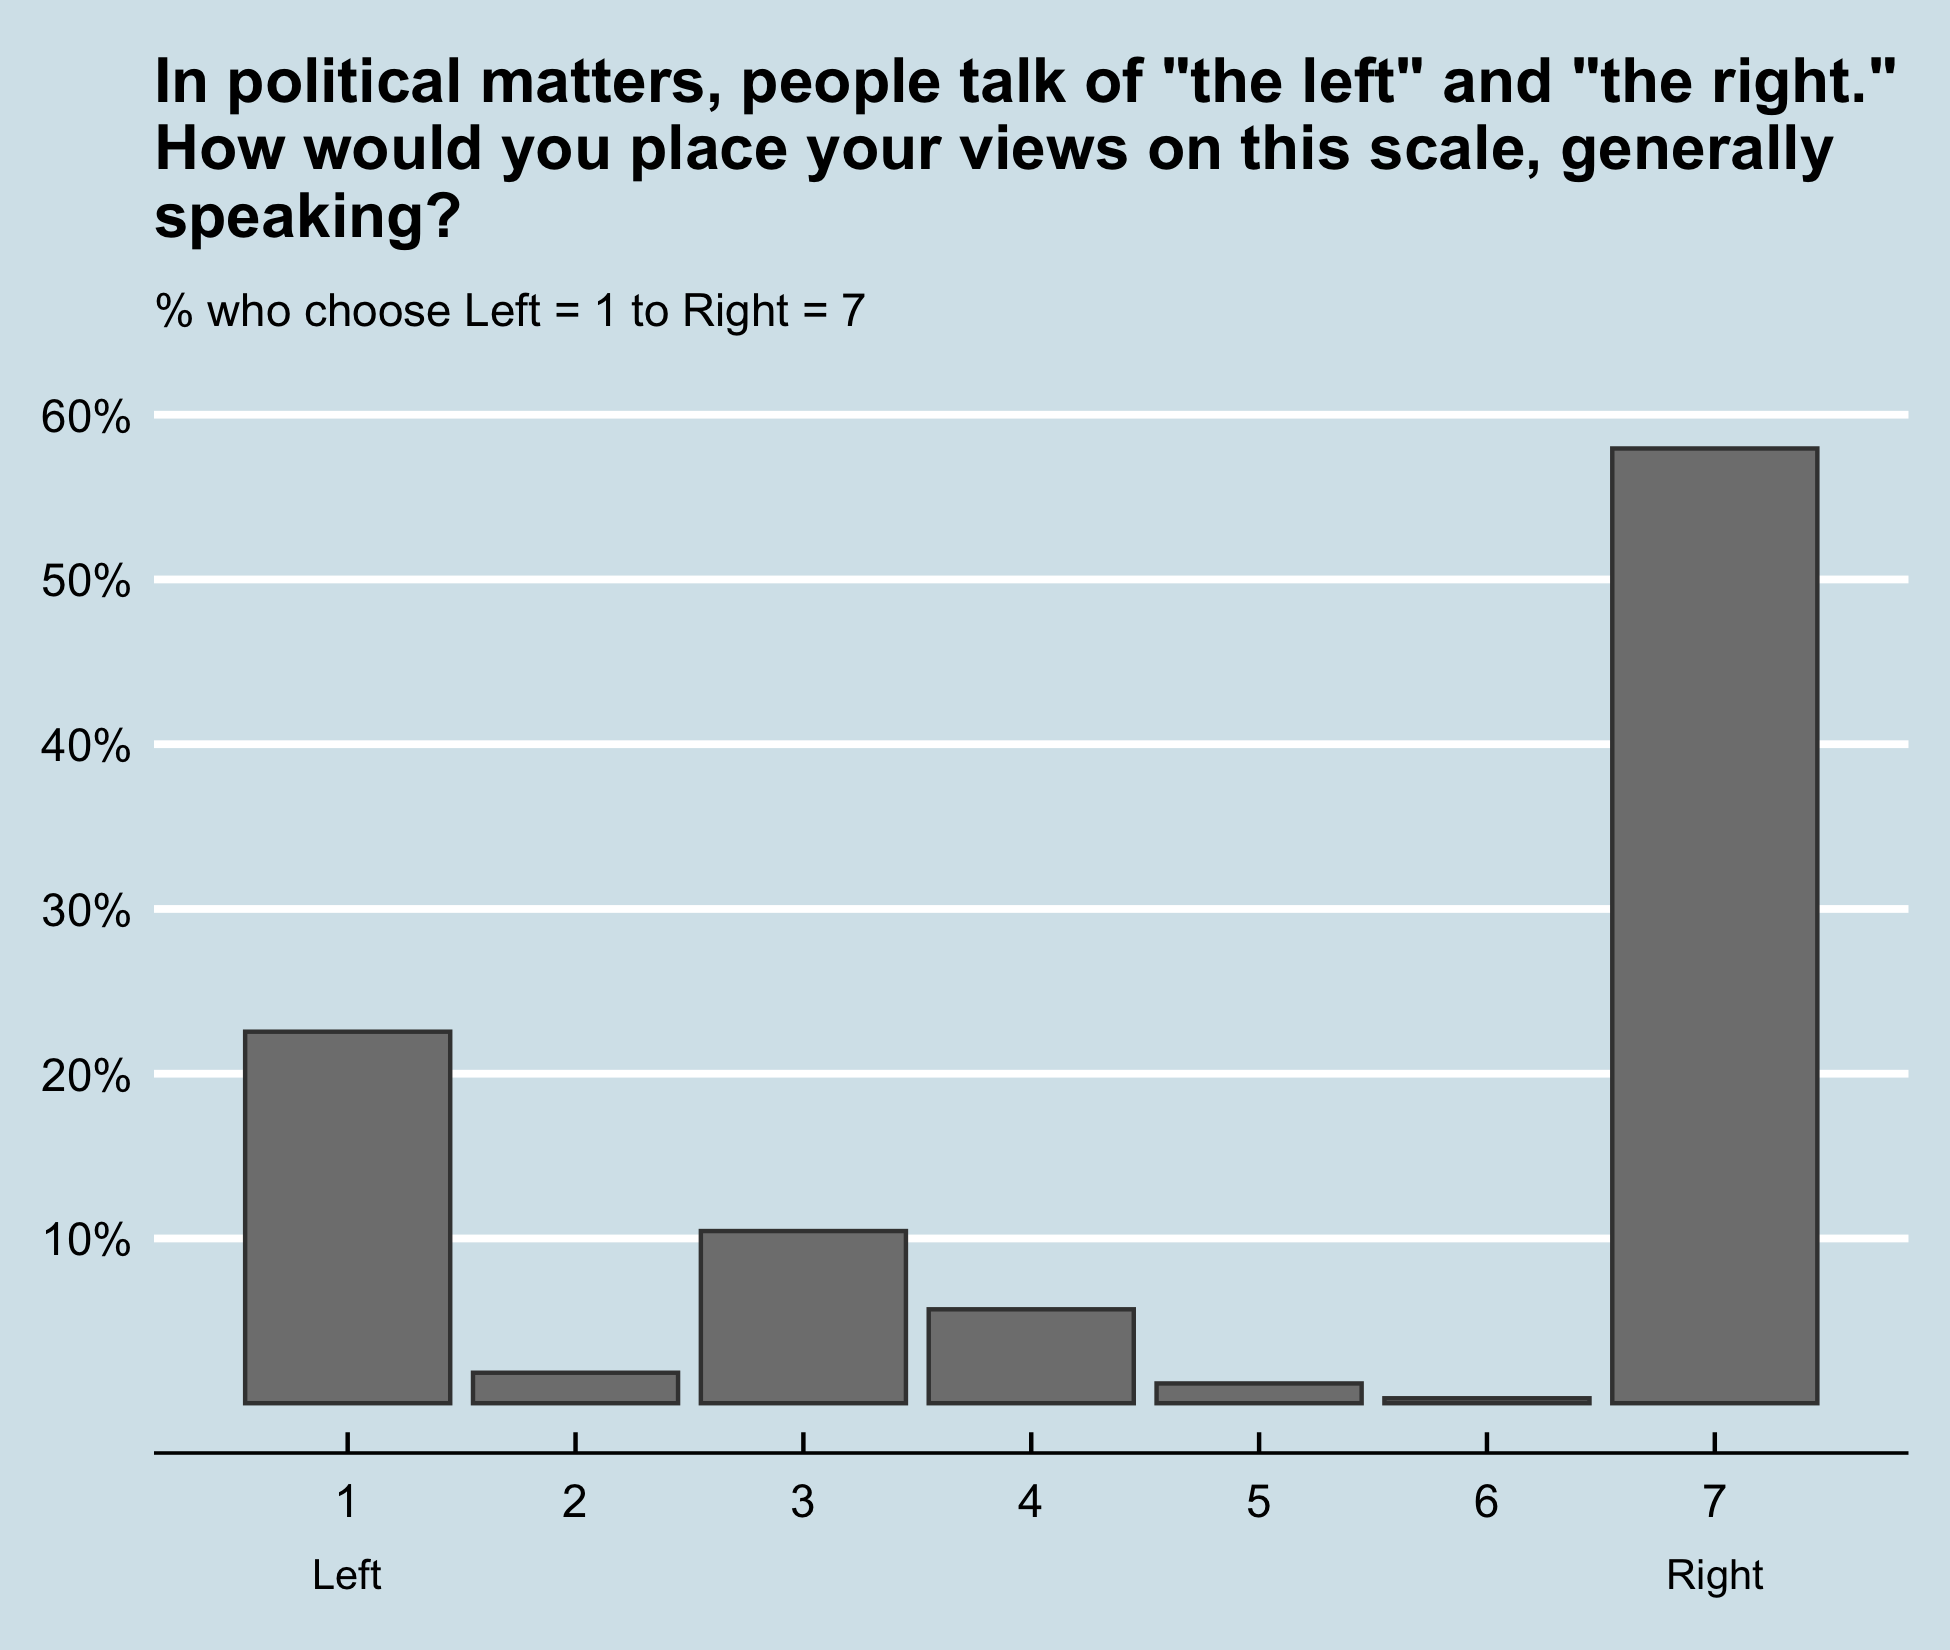 In political matters, people talk of "the left" and "the right."
How would you place your views on this scale, generally
speaking?
% who choose Left = 1 to Right = 7
60%
50%
40%
30%
20%
10%
1 2 3 4 5 6 7
Left Right